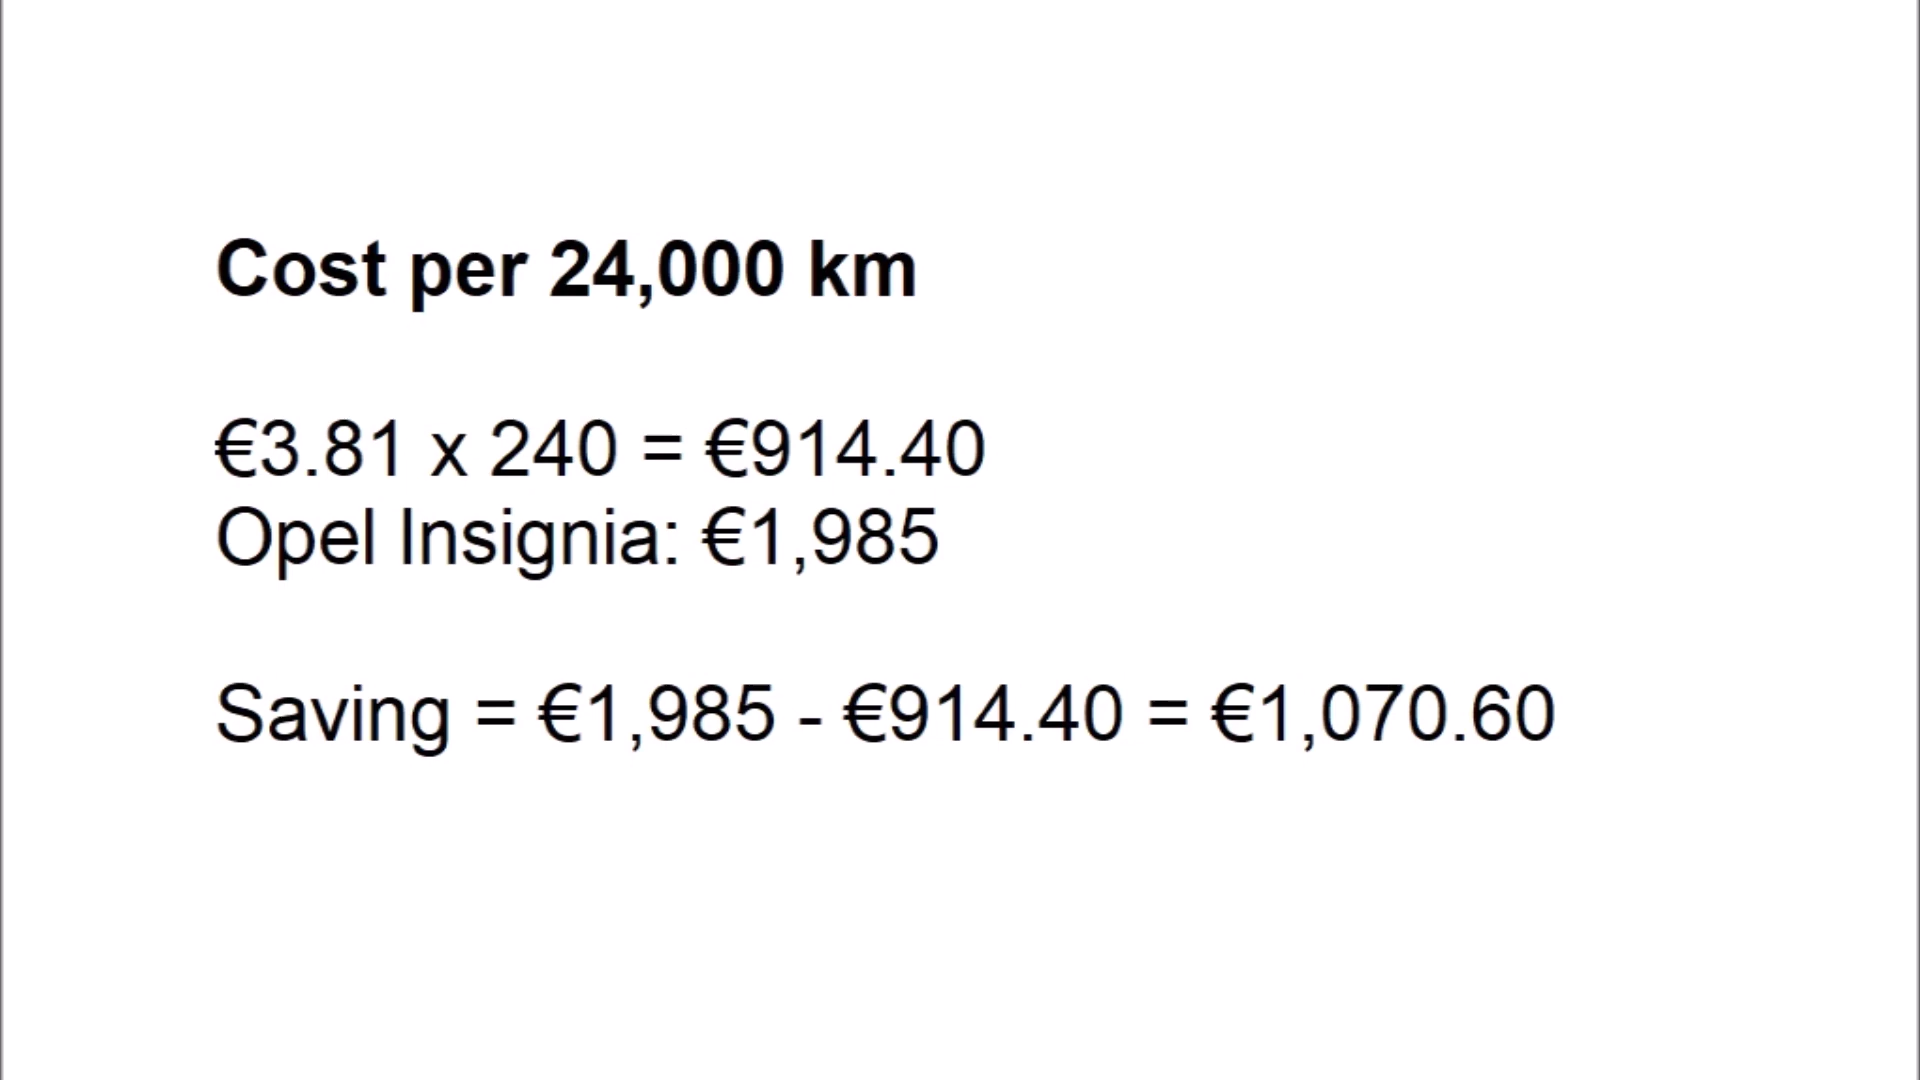 Cost per 24,000 km
€3.81 x 240 = €914.40
Opel Insignia: €1,985
Saving = €1,985 - €914.40 = €1,070.60